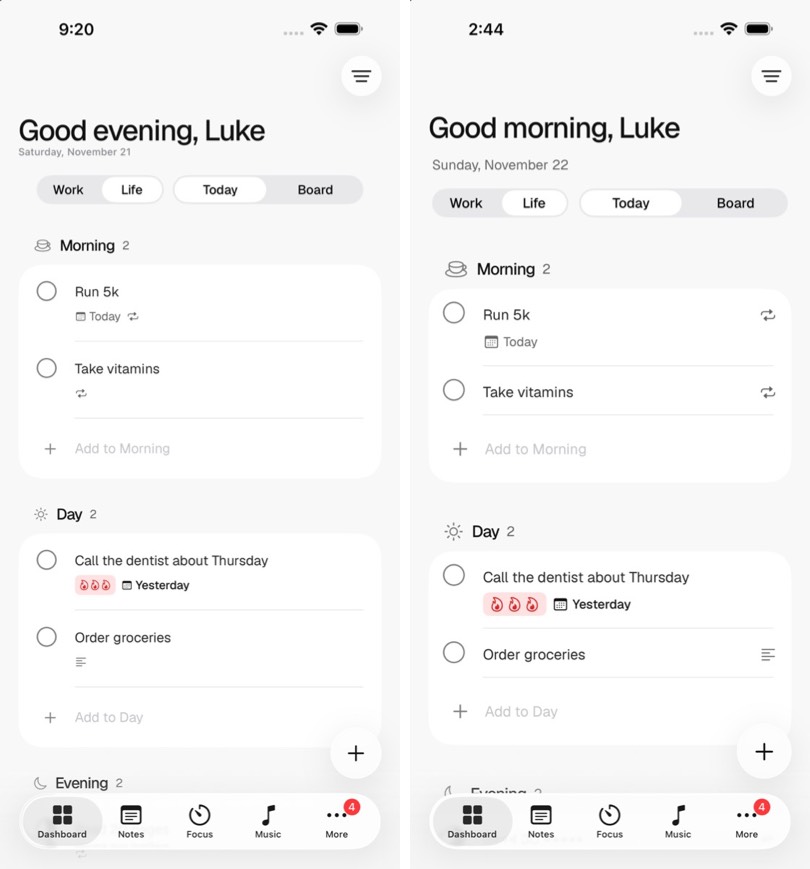 9:20
Good evening, Luke
Saturday, November 21
Work Life Today Board
Morning 2
Run 5k
Today
Take vitamins
Add to Morning
Day 2
Call the dentist about Thursday
Yesterday
Order groceries
Add to Day
Evening 2
Dashboard Notes Focus Music More 4
2:44
Good morning, Luke
Sunday, November 22
Work Life Today Board
Morning 2
Run 5k
Today
Take vitamins
Add to Morning
Day 2
Call the dentist about Thursday
Yesterday
Order groceries
Add to Day
Evening 2
Dashboard Notes Focus Music More 4